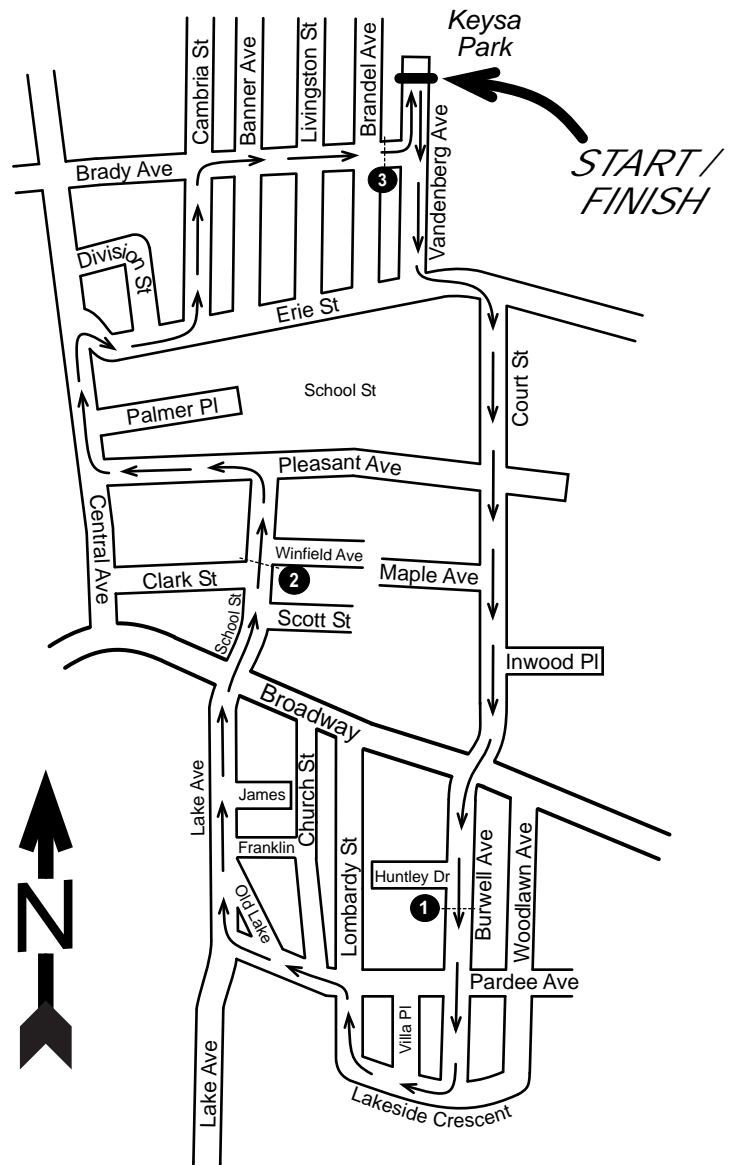 Keysa
Park
Cambria St
Banner Ave
Livingston St
Brandel Ave
Vandenberg Ave
START /
FINISH
Brady Ave
3
Division St
Erie St
Court St
School St
Palmer Pl
Pleasant Ave
Central Ave
Winfield Ave
Clark St
2
Maple Ave
School St
Scott St
Inwood Pl
Broadway
Lake Ave
James
Church St
Franklin
Lombardy St
Huntley Dr
Burwell Ave
Woodlawn Ave
Old Lake
1
N
Pardee Ave
Villa Pl
Lake Ave
Lakeside Crescent